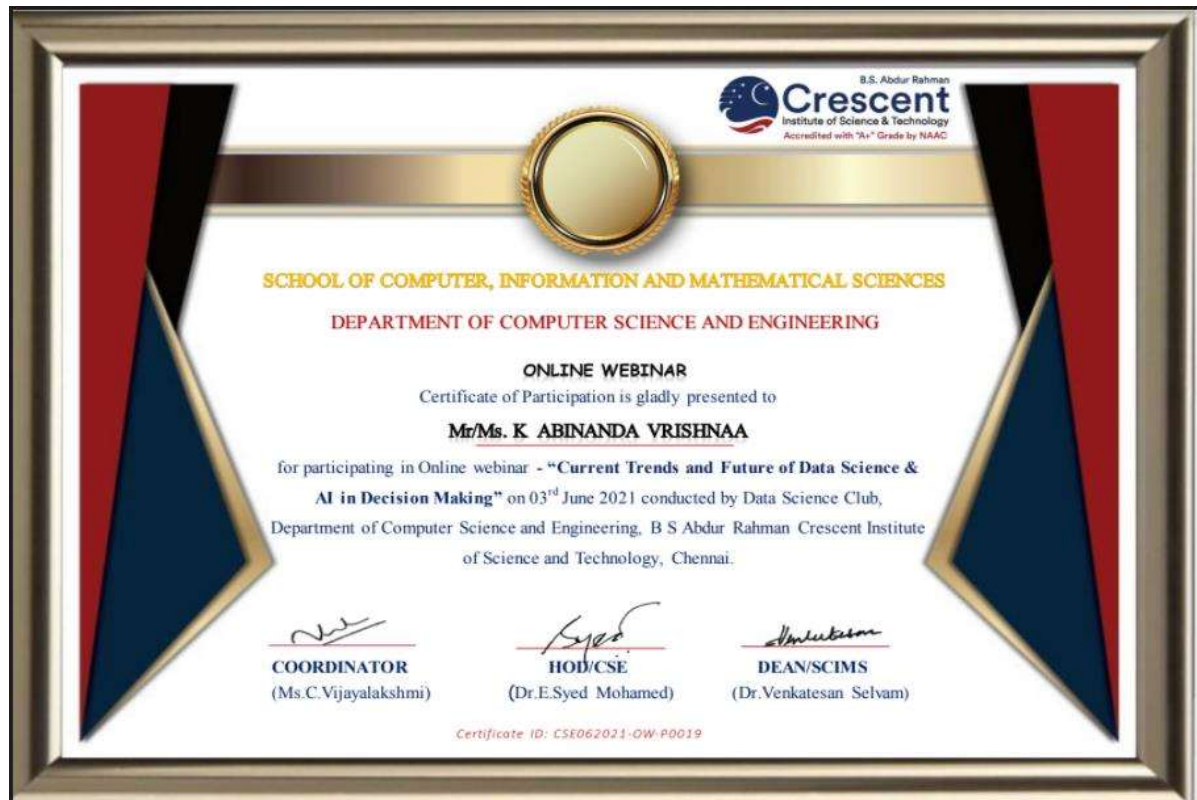 B.S. Abdur Rahman
Crescent
Institute of Science & Technology
Accredited with "A+" Grade by NAAC
SCHOOL OF COMPUTER, INFORMATION AND MATHEMATICAL SCIENCES
DEPARTMENT OF COMPUTER SCIENCE AND ENGINEERING
ONLINE WEBINAR
Certificate of Participation is gladly presented to
Mr/Ms. K ABINANDA VRISHNAA
for participating in Online webinar - “Current Trends and Future of Data Science &
AI in Decision Making” on 03rd June 2021 conducted by Data Science Club,
Department of Computer Science and Engineering, B S Abdur Rahman Crescent Institute
of Science and Technology, Chennai.
Syed
COORDINATOR HOD/CSE DEAN/SCIMS
(Ms.C.Vijayalakshmi) (Dr.E.Syed Mohamed) (Dr.Venkatesan Selvam)
Certificate ID: CSE062021-OW-P0019